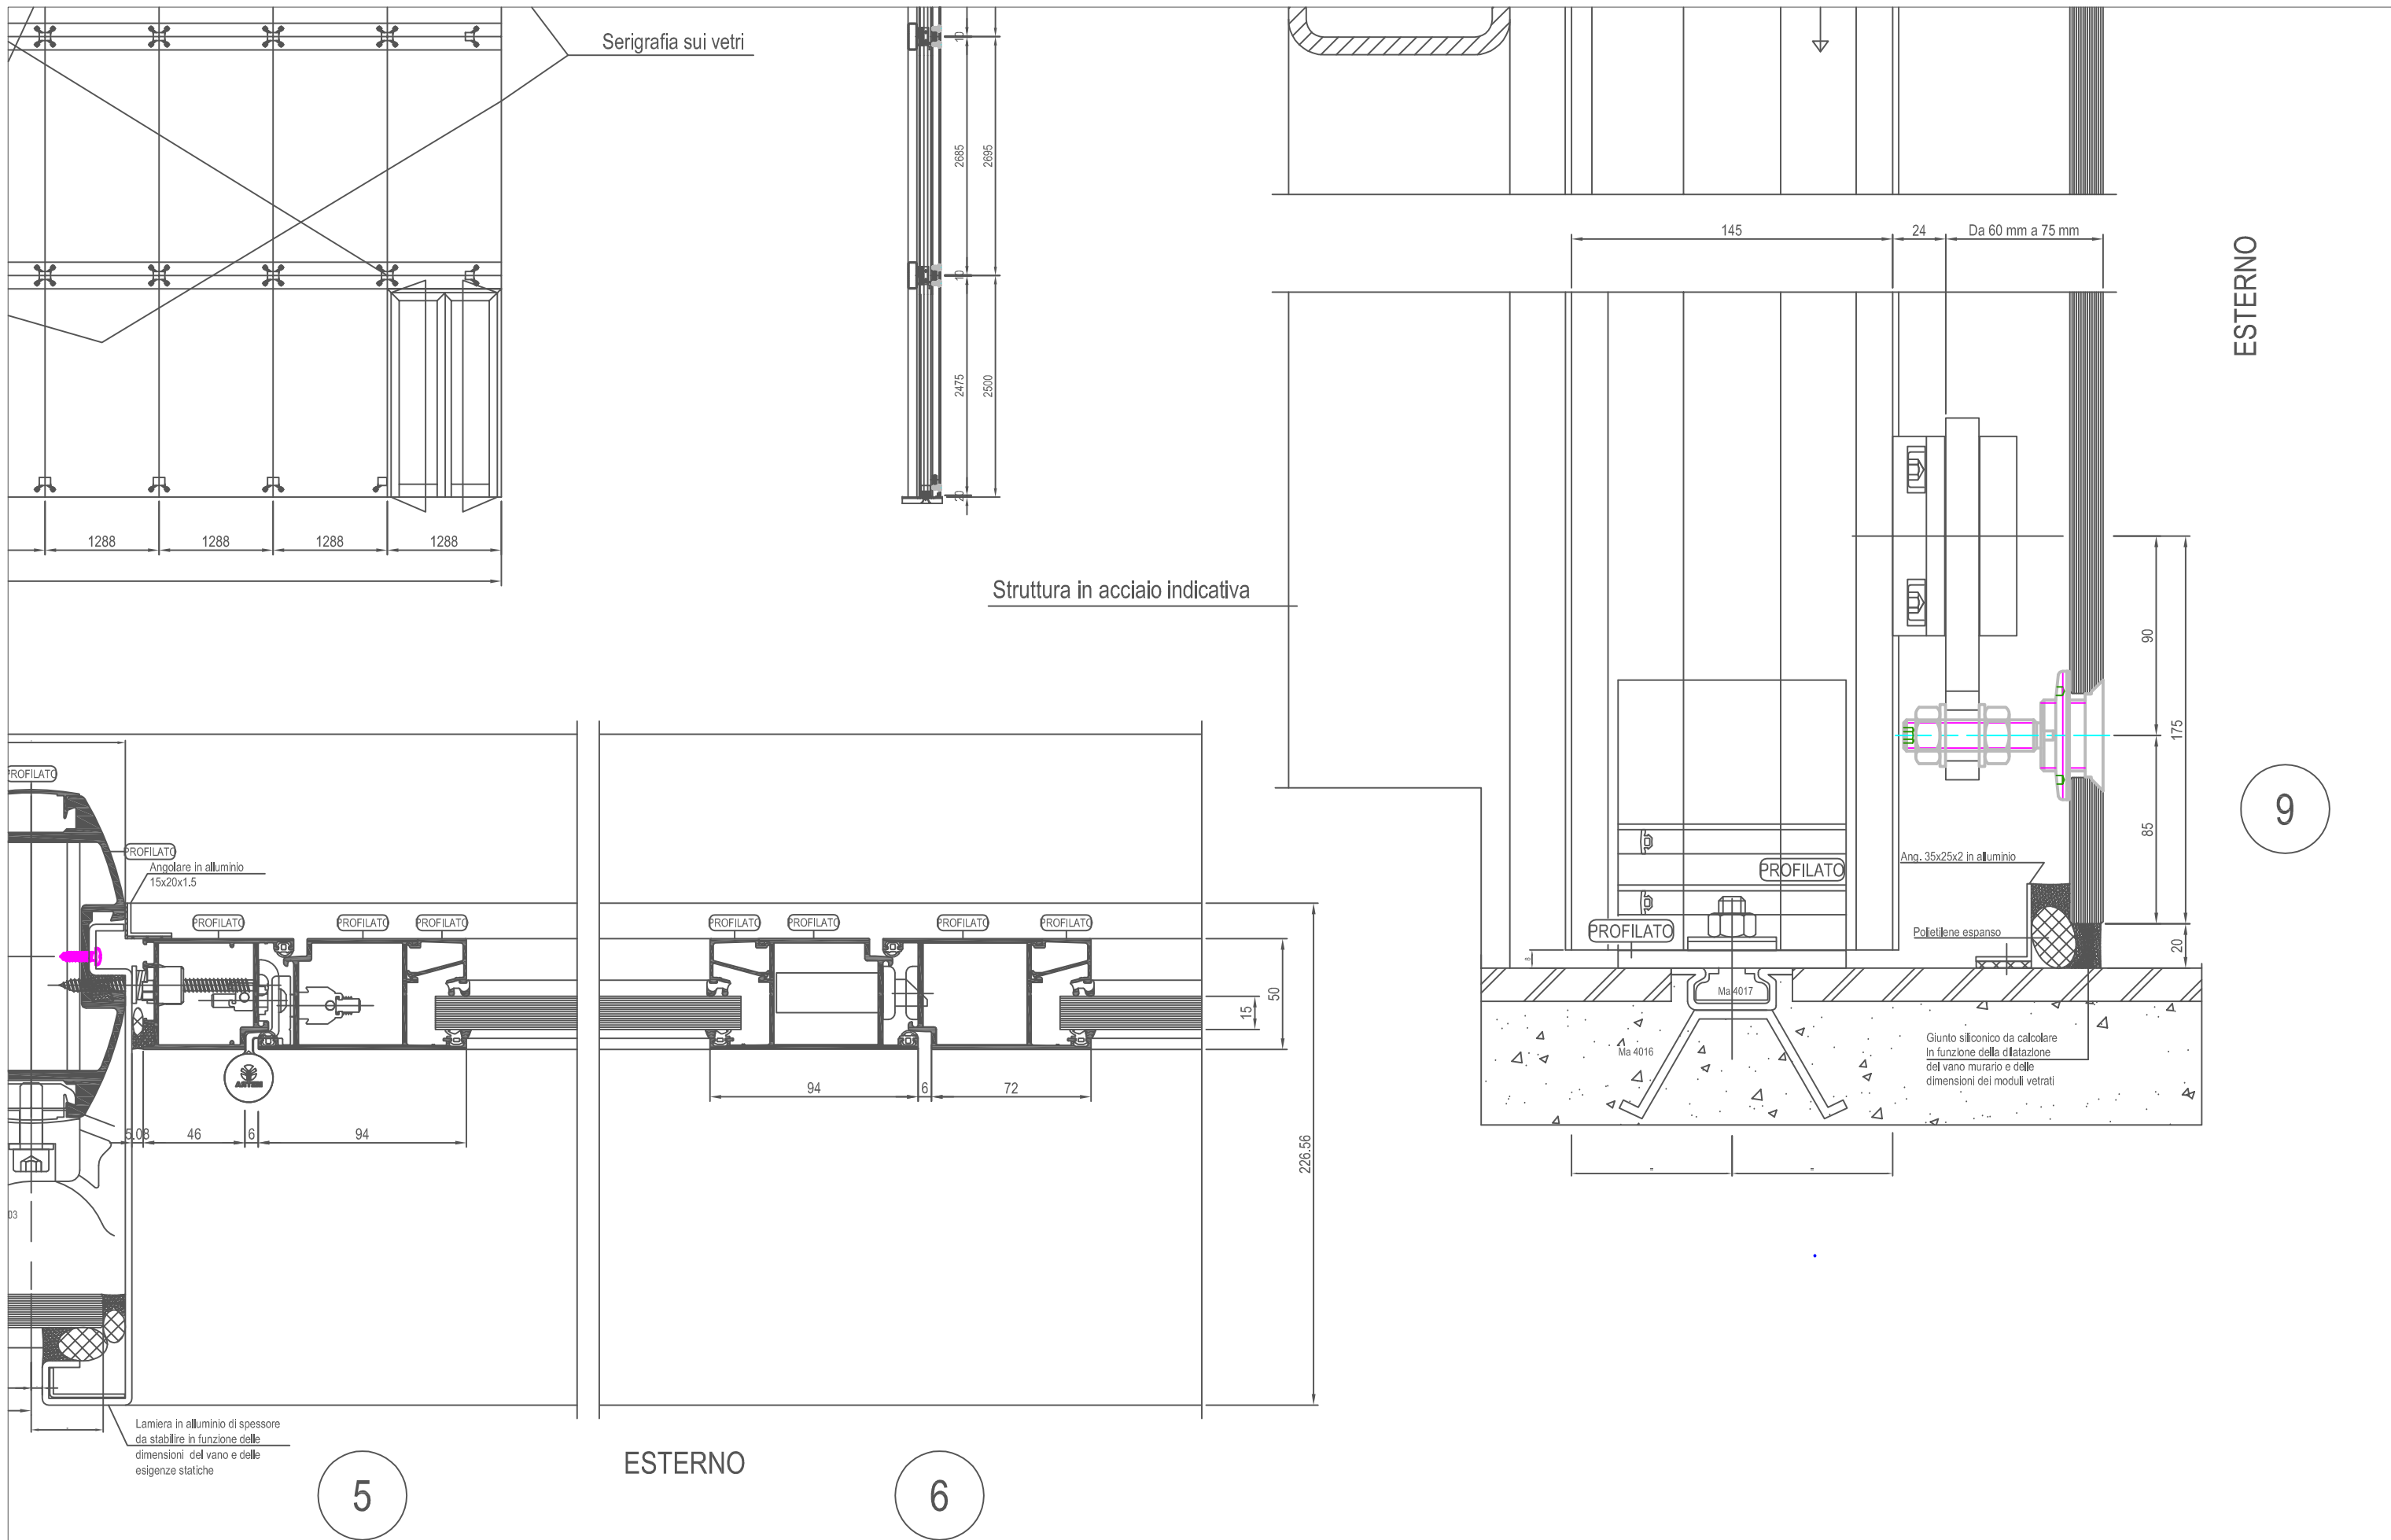 Serigrafia sui vetri
10
2685
2695
10
2475
2500
20
1288
1288
1288
1288
Struttura in acciaio indicativa
145
24
Da 60 mm a 75 mm
ESTERNO
90
175
85
20
9
PROFILATO
PROFILATO
Ang. 35x25x2 in alluminio
Polietilene espanso
Ma 4017
Ma 4016
Giunto siliconico da calcolare
In funzione della dilatazione
del vano murario e delle
dimensioni dei moduli vetrati
PROFILATO
PROFILATO
Angolare in alluminio
15x20x1.5
PROFILATO
PROFILATO
PROFILATO
PROFILATO
PROFILATO
PROFILATO
PROFILATO
15
50
226.56
94
6
72
5.08
46
6
94
03
Lamiera in alluminio di spessore
da stabilire in funzione delle
dimensioni del vano e delle
esigenze statiche
5
ESTERNO
6